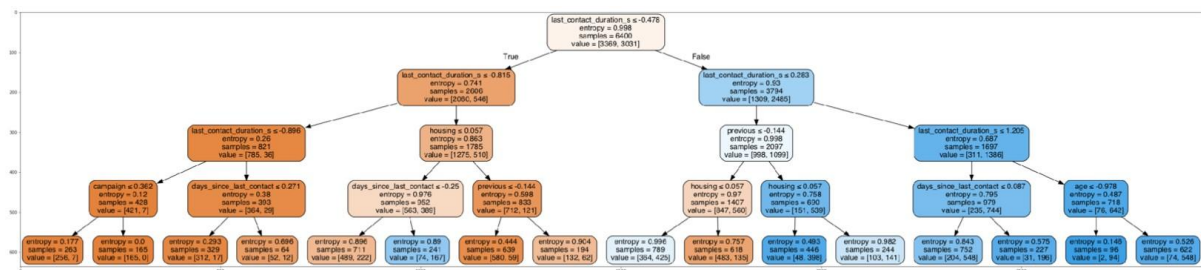 0
last_contact_duration_s ≤ -0.478
entropy = 0.998
samples = 6400
value = [3369, 3031]
True
False
100
last_contact_duration_s ≤ -0.815
entropy = 0.741
samples = 2606
value = [2060, 546]
last_contact_duration_s ≤ 0.283
entropy = 0.93
samples = 3794
value = [1309, 2485]
200
300
last_contact_duration_s ≤ -0.896
entropy = 0.26
samples = 821
value = [785, 36]
housing ≤ 0.057
entropy = 0.863
samples = 1785
value = [1275, 510]
previous ≤ -0.144
entropy = 0.998
samples = 2097
value = [998, 1099]
last_contact_duration_s ≤ 1.205
entropy = 0.687
samples = 1697
value = [311, 1386]
400
campaign ≤ 0.362
entropy = 0.12
samples = 428
value = [421, 7]
days_since_last_contact ≤ 0.271
entropy = 0.38
samples = 393
value = [364, 29]
days_since_last_contact ≤ -0.25
entropy = 0.976
samples = 952
value = [563, 389]
previous ≤ -0.144
entropy = 0.598
samples = 833
value = [712, 121]
housing ≤ 0.057
entropy = 0.97
samples = 1407
value = [847, 560]
housing ≤ 0.057
entropy = 0.758
samples = 690
value = [151, 539]
days_since_last_contact ≤ 0.087
entropy = 0.795
samples = 979
value = [235, 744]
age ≤ -0.978
entropy = 0.487
samples = 718
value = [76, 642]
500
600
entropy = 0.177
samples = 263
value = [256, 7]
entropy = 0.0
samples = 165
value = [165, 0]
entropy = 0.293
samples = 329
value = [312, 17]
entropy = 0.696
samples = 64
value = [52, 12]
entropy = 0.896
samples = 711
value = [489, 222]
entropy = 0.89
samples = 241
value = [74, 167]
entropy = 0.444
samples = 639
value = [580, 59]
entropy = 0.904
samples = 194
value = [132, 62]
entropy = 0.996
samples = 789
value = [364, 425]
entropy = 0.757
samples = 618
value = [483, 135]
entropy = 0.493
samples = 446
value = [48, 398]
entropy = 0.982
samples = 244
value = [103, 141]
entropy = 0.843
samples = 752
value = [204, 548]
entropy = 0.575
samples = 227
value = [31, 196]
entropy = 0.146
samples = 96
value = [2, 94]
entropy = 0.526
samples = 622
value = [74, 548]